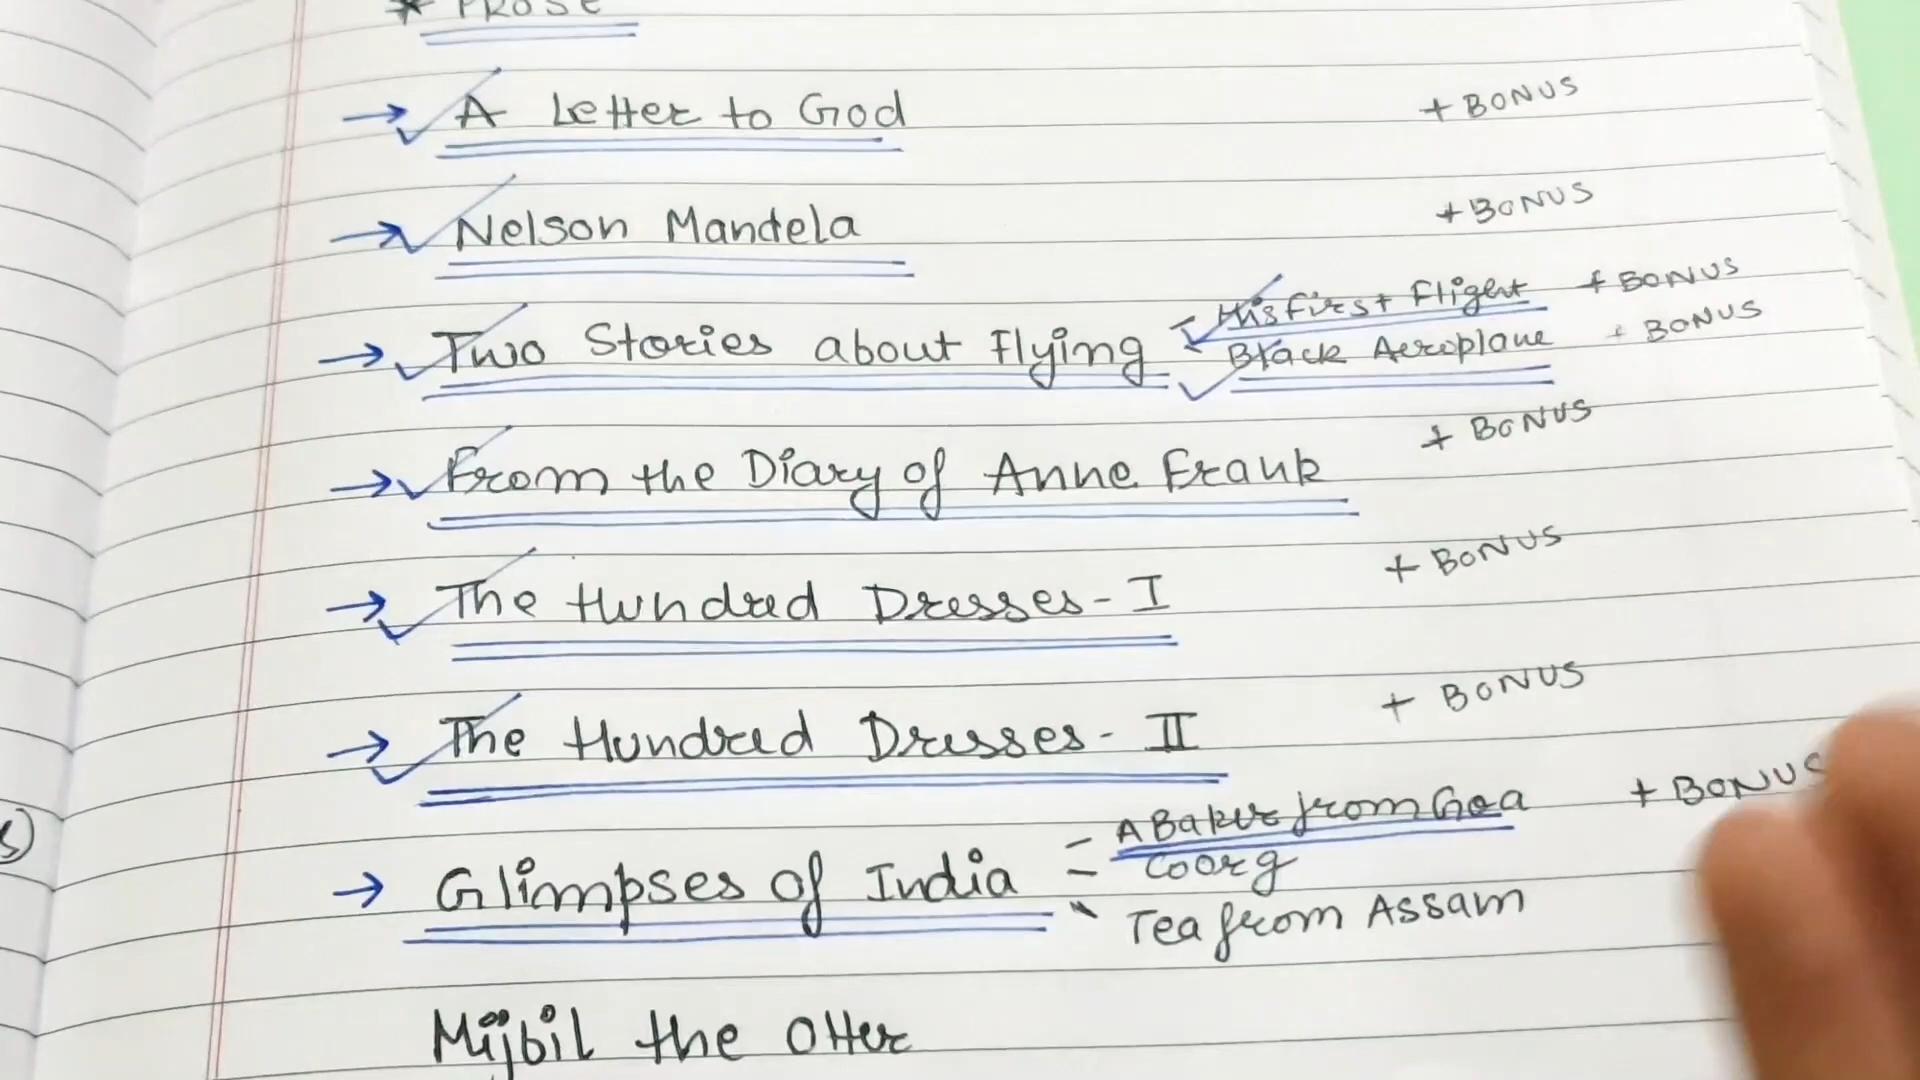 * PROSE
→ A Letter to God + BONUS
→ Nelson Mandela + BONUS
→ Two Stories about Flying - His First Flight + BONUS
- Black Aeroplane + BONUS
→ From the Diary of Anne Frank + BONUS
→ The Hundred Dresses - I + BONUS
→ The Hundred Dresses - II + BONUS
→ Glimpses of India - A Baker from Goa + BONUS
- Coorg
- Tea from Assam
Mijbil the Otter